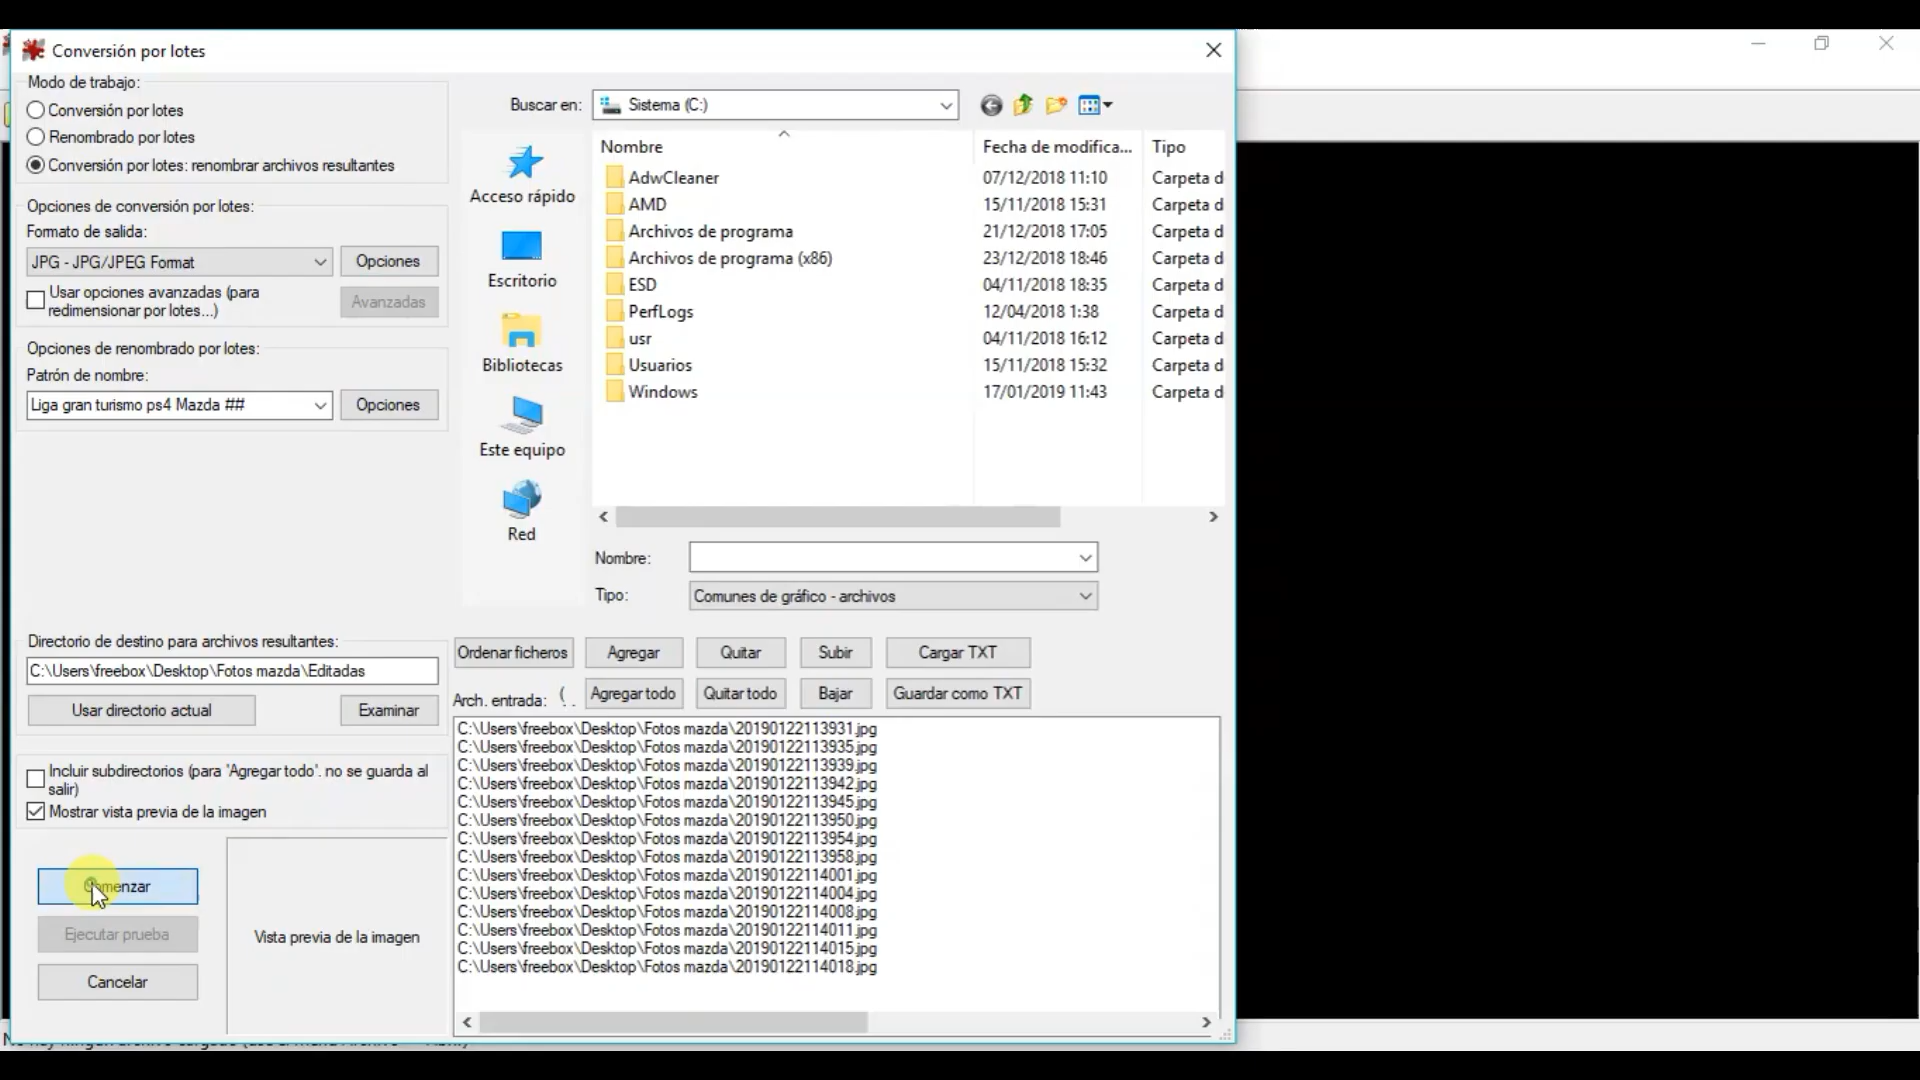 Conversión por lotes
Modo de trabajo:
Conversión por lotes
Renombrado por lotes
Conversión por lotes: renombrar archivos resultantes
Opciones de conversión por lotes:
Formato de salida:
JPG - JPG/JPEG Format
Opciones
Usar opciones avanzadas (para
redimensionar por lotes...)
Avanzadas
Opciones de renombrado por lotes:
Patrón de nombre:
Liga gran turismo ps4 Mazda ##
Opciones
Directorio de destino para archivos resultantes:
C:\Users\freebox\Desktop\Fotos mazda\Editadas
Usar directorio actual
Examinar
Incluir subdirectorios (para 'Agregar todo'. no se guarda al
salir)
Mostrar vista previa de la imagen
Comenzar
Ejecutar prueba
Cancelar
Vista previa de la imagen
Buscar en:
Sistema (C:)
Acceso rápido
Escritorio
Bibliotecas
Este equipo
Red
Nombre Fecha de modifica... Tipo
AdwCleaner 07/12/2018 11:10 Carpeta d
AMD 15/11/2018 15:31 Carpeta d
Archivos de programa 21/12/2018 17:05 Carpeta d
Archivos de programa (x86) 23/12/2018 18:46 Carpeta d
ESD 04/11/2018 18:35 Carpeta d
PerfLogs 12/04/2018 1:38 Carpeta d
usr 04/11/2018 16:12 Carpeta d
Usuarios 15/11/2018 15:32 Carpeta d
Windows 17/01/2019 11:43 Carpeta d
Nombre:
Tipo:
Comunes de gráfico - archivos
Ordenar ficheros Agregar Quitar Subir Cargar TXT
Arch. entrada: ( . . Agregar todo Quitar todo Bajar Guardar como TXT
C:\Users\freebox\Desktop\Fotos mazda\20190122113931.jpg
C:\Users\freebox\Desktop\Fotos mazda\20190122113935.jpg
C:\Users\freebox\Desktop\Fotos mazda\20190122113939.jpg
C:\Users\freebox\Desktop\Fotos mazda\20190122113942.jpg
C:\Users\freebox\Desktop\Fotos mazda\20190122113945.jpg
C:\Users\freebox\Desktop\Fotos mazda\20190122113950.jpg
C:\Users\freebox\Desktop\Fotos mazda\20190122113954.jpg
C:\Users\freebox\Desktop\Fotos mazda\20190122113958.jpg
C:\Users\freebox\Desktop\Fotos mazda\20190122114001.jpg
C:\Users\freebox\Desktop\Fotos mazda\20190122114004.jpg
C:\Users\freebox\Desktop\Fotos mazda\20190122114008.jpg
C:\Users\freebox\Desktop\Fotos mazda\20190122114011.jpg
C:\Users\freebox\Desktop\Fotos mazda\20190122114015.jpg
C:\Users\freebox\Desktop\Fotos mazda\20190122114018.jpg